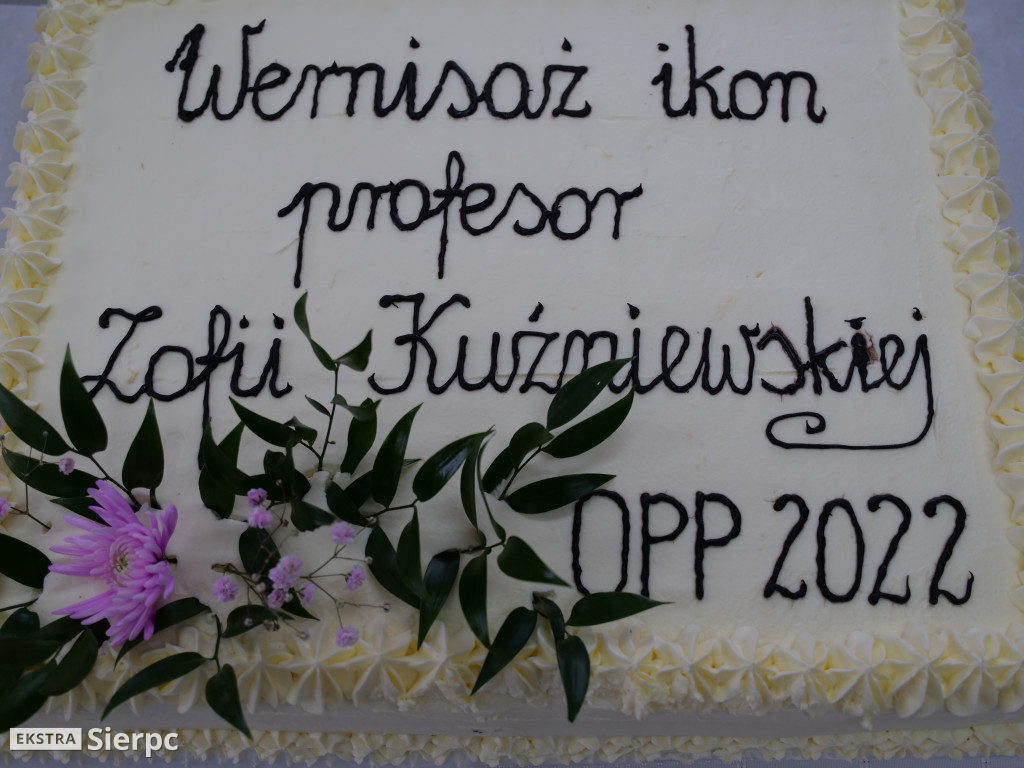 Wernisaż ikon
profesor
Zofii Kuźniewskiej
OPP 2022
EKSTRA Sierpc